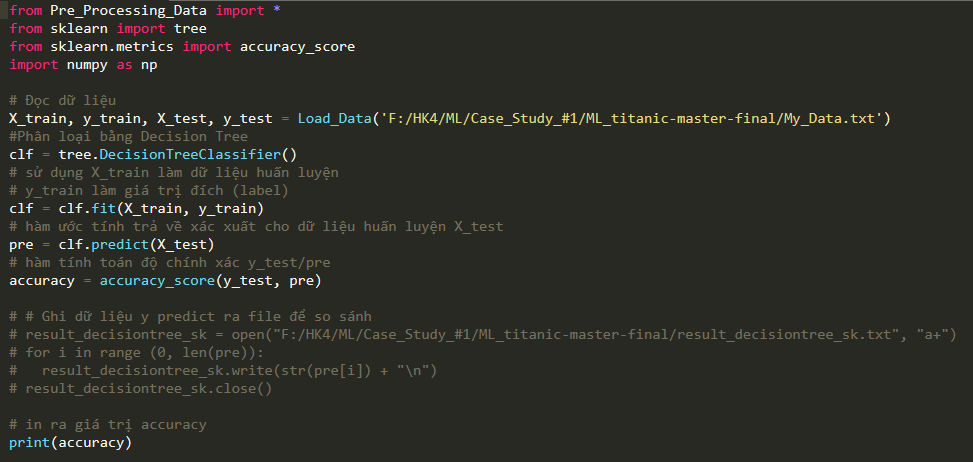 from Pre_Processing_Data import *
from sklearn import tree
from sklearn.metrics import accuracy_score
import numpy as np
# Đọc dữ liệu
X_train, y_train, X_test, y_test = Load_Data('F:/HK4/ML/Case_Study_#1/ML_titanic-master-final/My_Data.txt')
#Phân loại bằng Decision Tree
clf = tree.DecisionTreeClassifier()
# sử dụng X_train làm dữ liệu huấn luyện
# y_train làm giá trị đích (label)
clf = clf.fit(X_train, y_train)
# hàm ước tính trả về xác xuất cho dữ liệu huấn luyện X_test
pre = clf.predict(X_test)
# hàm tính toán độ chính xác y_test/pre
accuracy = accuracy_score(y_test, pre)
# # Ghi dữ liệu y predict ra file để so sánh
# result_decisiontree_sk = open("F:/HK4/ML/Case_Study_#1/ML_titanic-master-final/result_decisiontree_sk.txt", "a+")
# for i in range (0, len(pre)):
#   result_decisiontree_sk.write(str(pre[i]) + "\n")
# result_decisiontree_sk.close()
# in ra giá trị accuracy
print(accuracy)